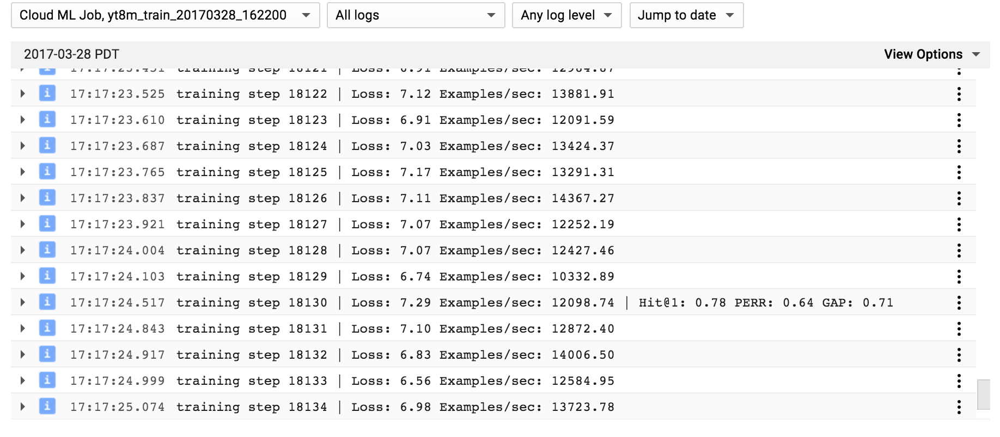 Cloud ML Job, yt8m_train_20170328_162200 All logs Any log level Jump to date
2017-03-28 PDT View Options
training step 18121 | Loss: 6.91 Examples/sec:
17:17:23.525 training step 18122 | Loss: 7.12 Examples/sec: 13881.91
17:17:23.610 training step 18123 | Loss: 6.91 Examples/sec: 12091.59
17:17:23.687 training step 18124 | Loss: 7.03 Examples/sec: 13424.37
17:17:23.765 training step 18125 | Loss: 7.17 Examples/sec: 13291.31
17:17:23.837 training step 18126 | Loss: 7.11 Examples/sec: 14367.27
17:17:23.921 training step 18127 | Loss: 7.07 Examples/sec: 12252.19
17:17:24.004 training step 18128 | Loss: 7.07 Examples/sec: 12427.46
17:17:24.103 training step 18129 | Loss: 6.74 Examples/sec: 10332.89
17:17:24.517 training step 18130 | Loss: 7.29 Examples/sec: 12098.74 | Hit@1: 0.78 PERR: 0.64 GAP: 0.71
17:17:24.843 training step 18131 | Loss: 7.10 Examples/sec: 12872.40
17:17:24.917 training step 18132 | Loss: 6.83 Examples/sec: 14006.50
17:17:24.999 training step 18133 | Loss: 6.56 Examples/sec: 12584.95
17:17:25.074 training step 18134 | Loss: 6.98 Examples/sec: 13723.78